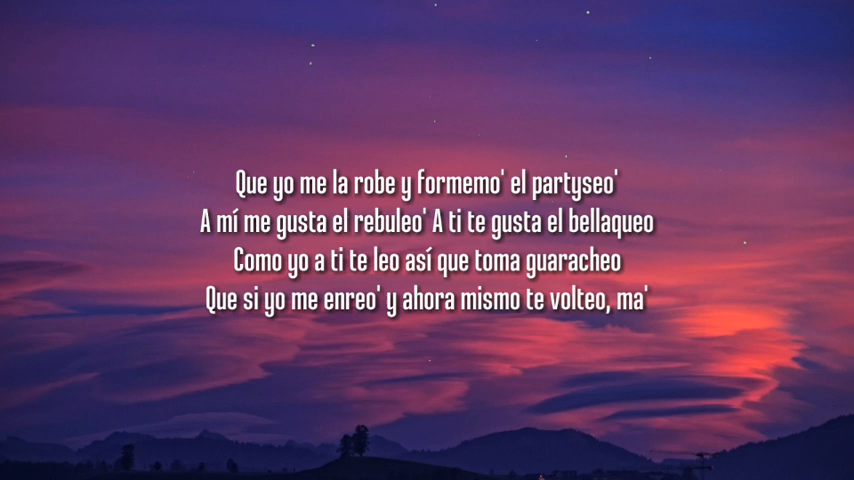 Que yo me la robe y formemo' el partyseo'
A mí me gusta el rebuleo' A ti te gusta el bellaqueo
Como yo a ti te leo así que toma guaracheo
Que si yo me enreo' y ahora mismo te volteo, ma'